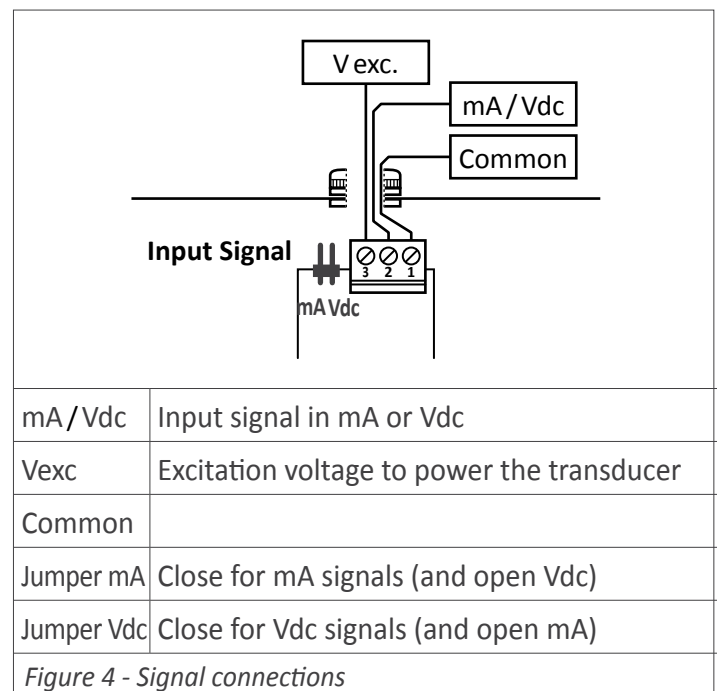 V exc.
mA / Vdc
Common
Input Signal
3 2 1
mA Vdc
mA / Vdc Input signal in mA or Vdc
Vexc Excitation voltage to power the transducer
Common
Jumper mA Close for mA signals (and open Vdc)
Jumper Vdc Close for Vdc signals (and open mA)
Figure 4 - Signal connections